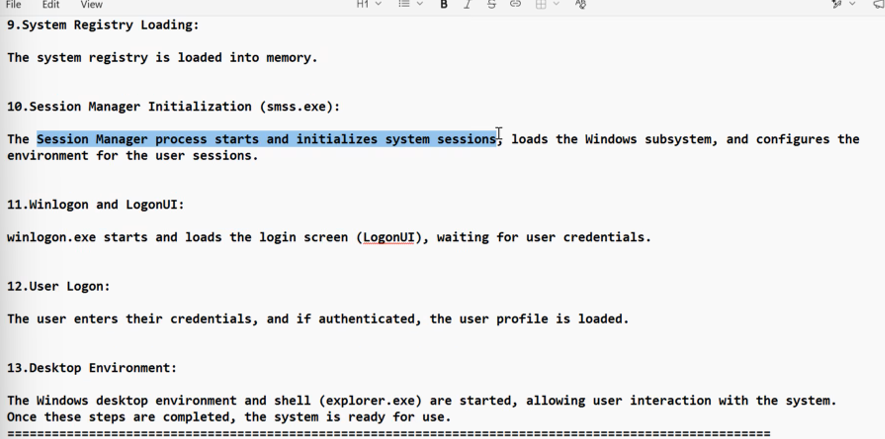 File Edit View H1 B I S
9.System Registry Loading:
The system registry is loaded into memory.
10.Session Manager Initialization (smss.exe):
The Session Manager process starts and initializes system sessions, loads the Windows subsystem, and configures the
environment for the user sessions.
11.Winlogon and LogonUI:
winlogon.exe starts and loads the login screen (LogonUI), waiting for user credentials.
12.User Logon:
The user enters their credentials, and if authenticated, the user profile is loaded.
13.Desktop Environment:
The Windows desktop environment and shell (explorer.exe) are started, allowing user interaction with the system.
Once these steps are completed, the system is ready for use.
========================================================================================================